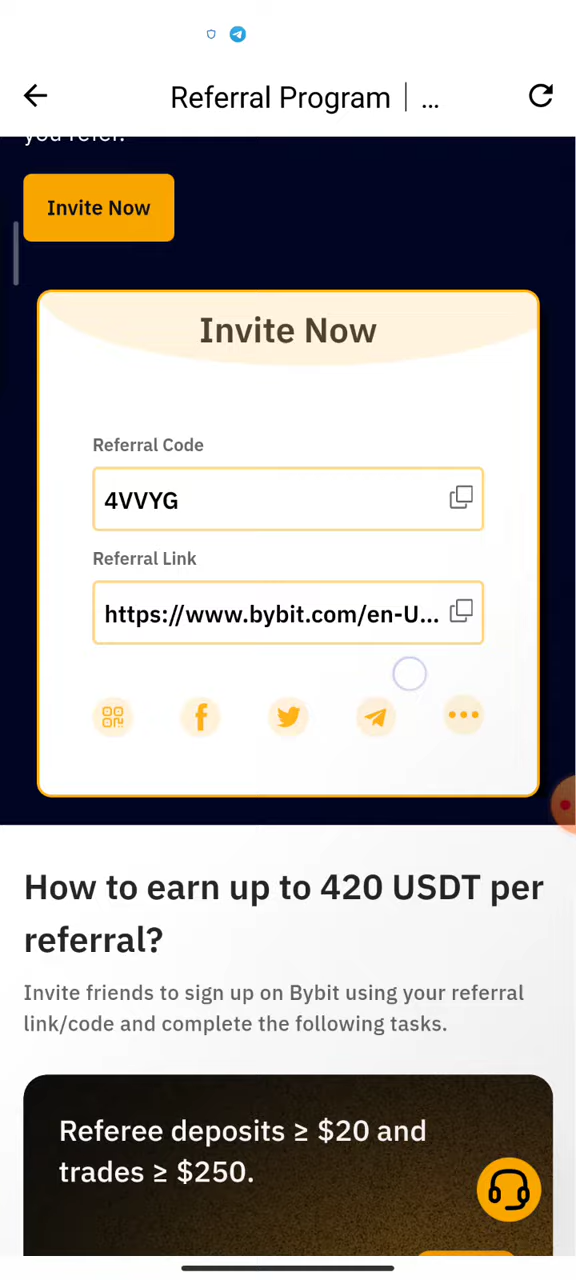 Referral Program | ...
you refer.
Invite Now
Invite Now
Referral Code
4VVYG
Referral Link
https://www.bybit.com/en-U...
How to earn up to 420 USDT per
referral?
Invite friends to sign up on Bybit using your referral
link/code and complete the following tasks.
Referee deposits ≥ $20 and
trades ≥ $250.